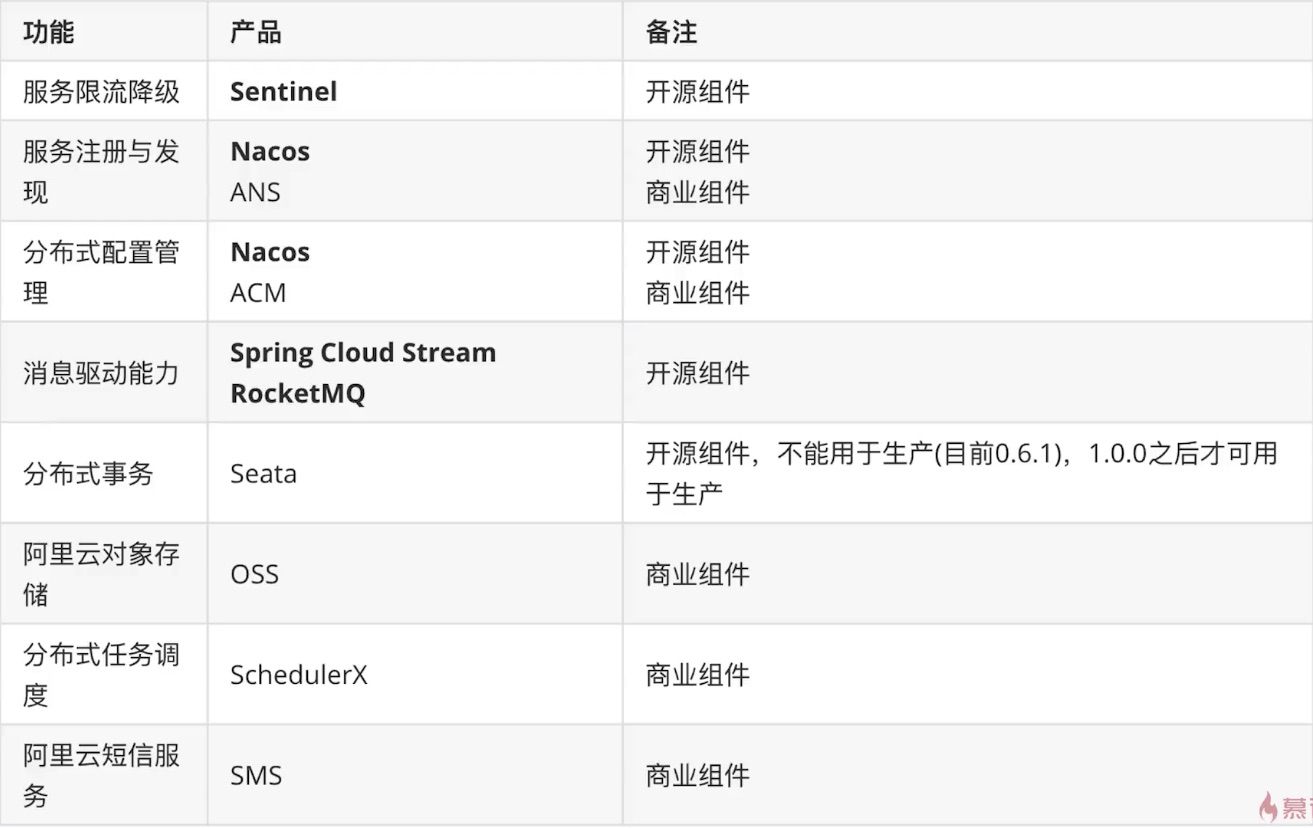 功能 产品 备注
服务限流降级 Sentinel 开源组件
服务注册与发 Nacos 开源组件
现 ANS 商业组件
分布式配置管 Nacos 开源组件
理 ACM 商业组件
消息驱动能力 Spring Cloud Stream 开源组件
RocketMQ
分布式事务 Seata 开源组件，不能用于生产(目前0.6.1)，1.0.0之后才可用
于生产
阿里云对象存 OSS 商业组件
储
分布式任务调 SchedulerX 商业组件
度
阿里云短信服 SMS 商业组件
务
慕